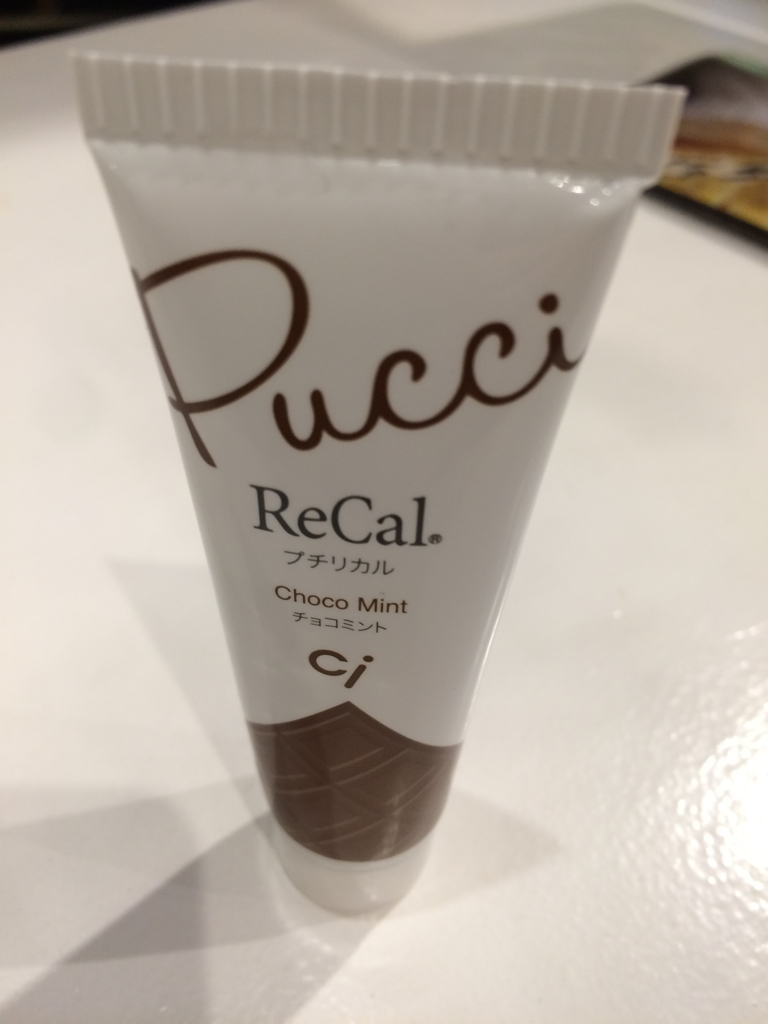 Pucci
ReCal®
プチリカル
Choco Mint
チョコミント
Ci